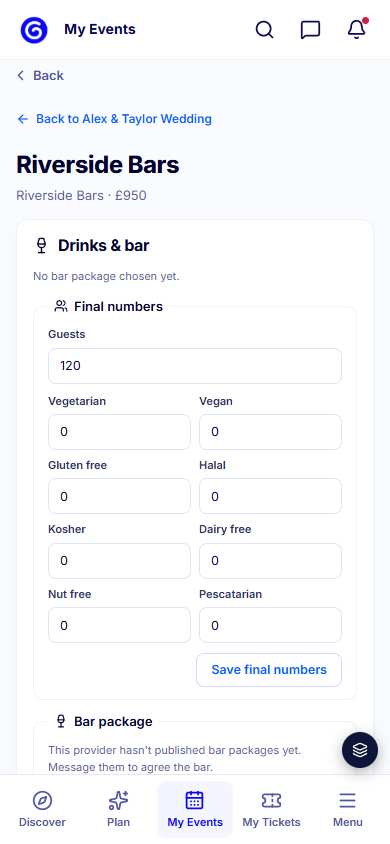 My Events
Back
Back to Alex & Taylor Wedding
Riverside Bars
Riverside Bars · £950
Drinks & bar
No bar package chosen yet.
Final numbers
Guests
120
Vegetarian Vegan
0 0
Gluten free Halal
0 0
Kosher Dairy free
0 0
Nut free Pescatarian
0 0
Save final numbers
Bar package
This provider hasn't published bar packages yet.
Message them to agree the bar.
Discover Plan My Events My Tickets Menu